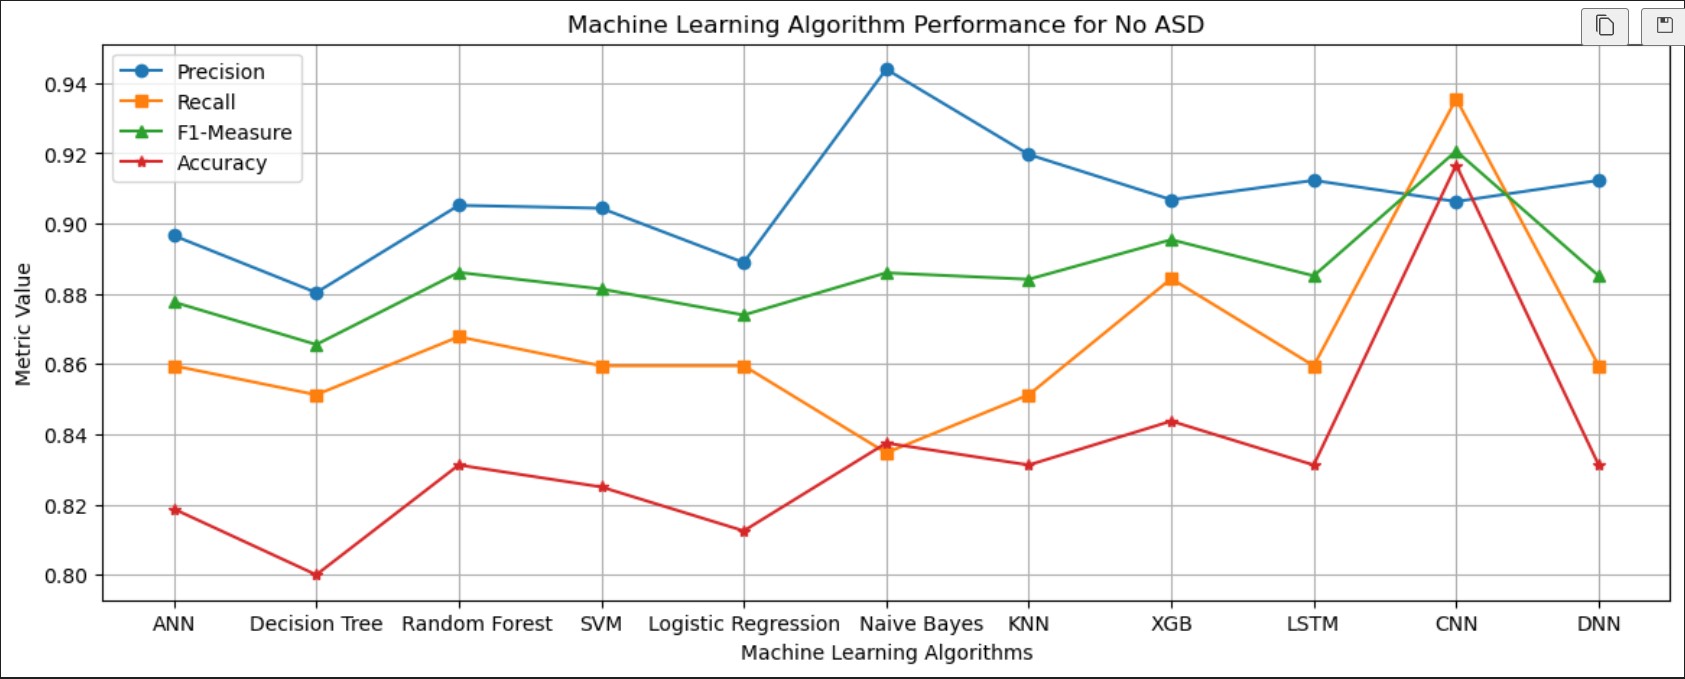 Machine Learning Algorithm Performance for No ASD
Precision
Recall
F1-Measure
Accuracy
0.94
0.92
0.90
0.88
0.86
0.84
0.82
0.80
Metric Value
ANN Decision Tree Random Forest SVM Logistic Regression Naive Bayes KNN XGB LSTM CNN DNN
Machine Learning Algorithms